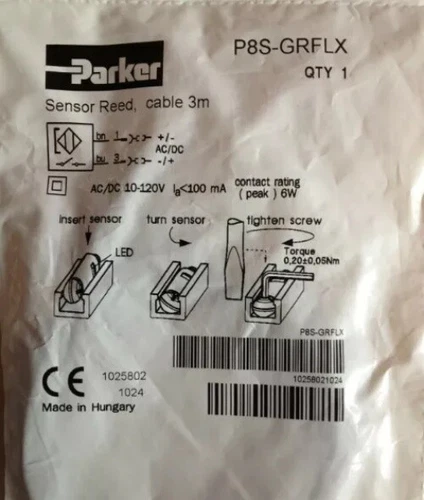 Parker
P8S-GRFLX
QTY 1
Sensor Reed, cable 3m
bn 1 +/-
AC/DC
bu 3 -/+
AC/DC 10-120V Ia<100 mA contact rating (peak) 6W
insert sensor turn sensor tighten screw
LED
Torque
0,20±0,05Nm
P8S-GRFLX
10258021024
CE
1025802
1024
Made in Hungary